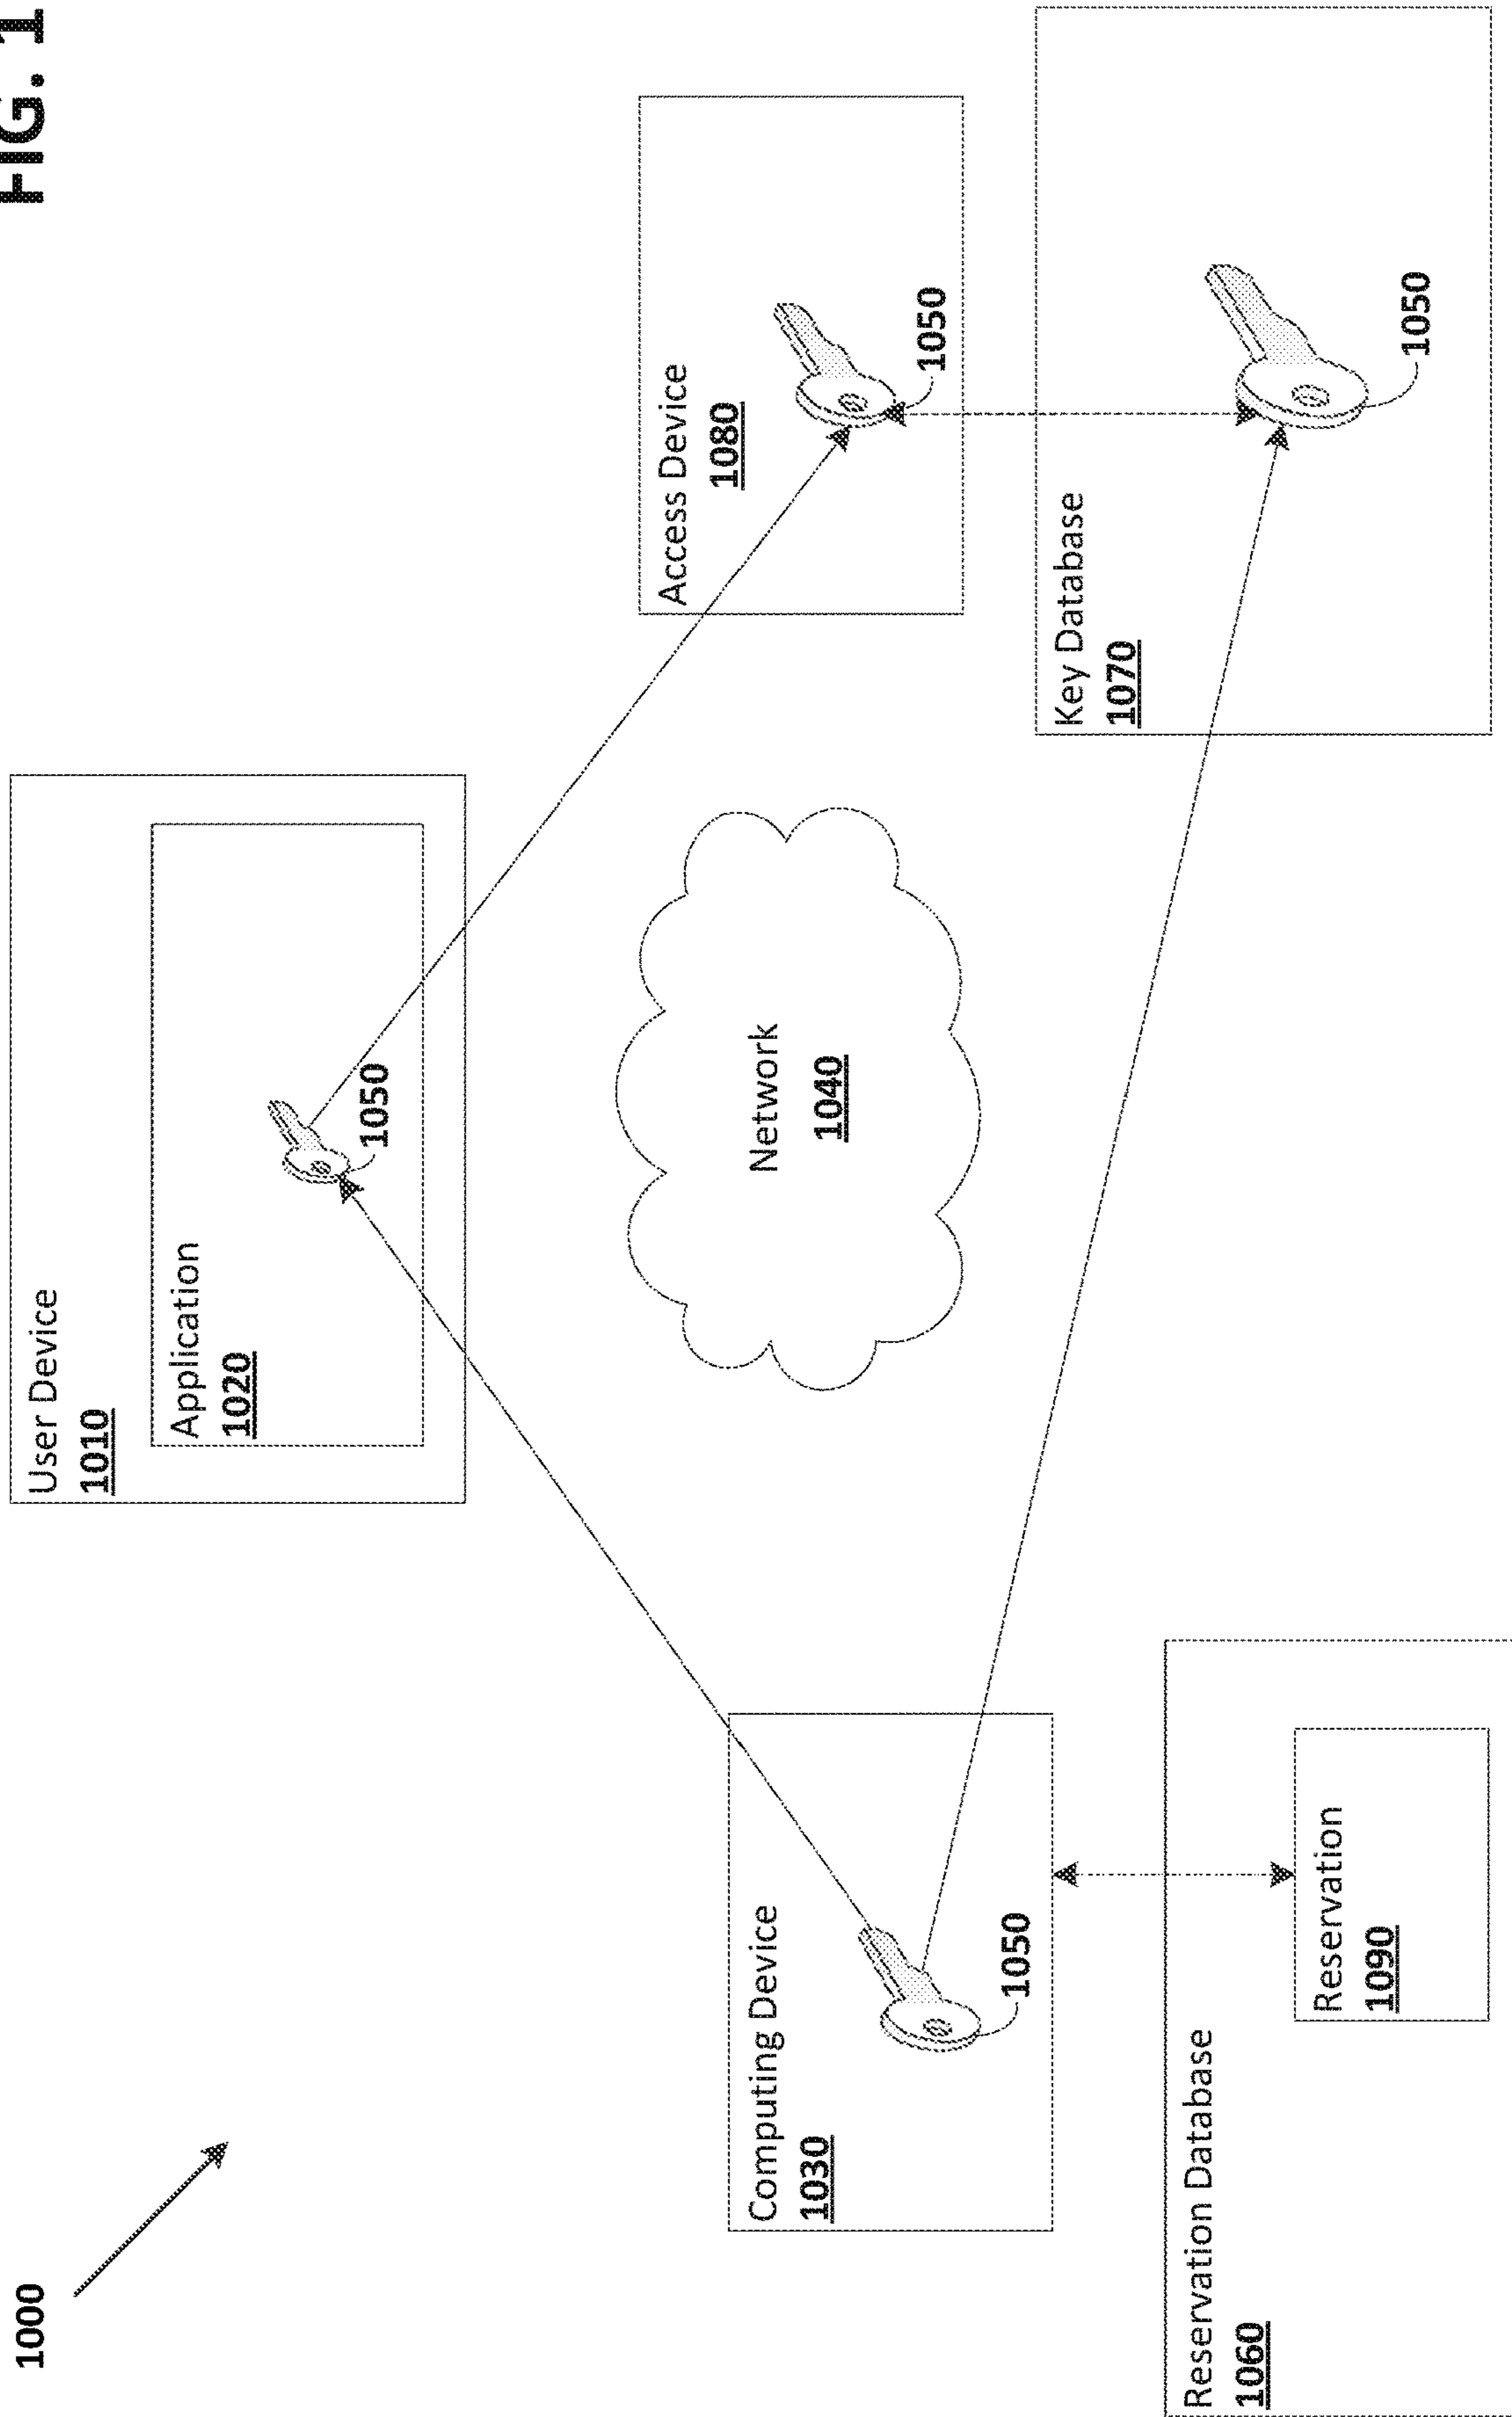 FIG. 1
1000
User Device
1010
Application
1020
1050
Computing Device
1030
1050
Network
1040
Access Device
1080
1050
Reservation Database
1060
Reservation
1090
Key Database
1070
1050